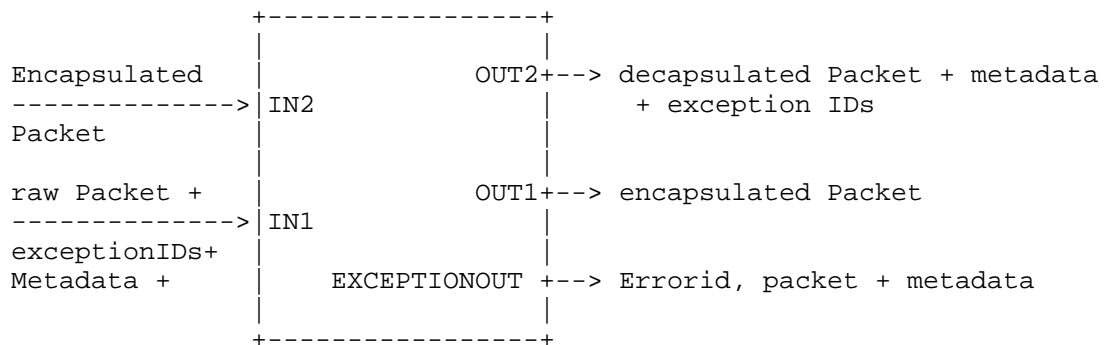 +-----------------+
|                 |
Encapsulated    |             OUT2+--> decapsulated Packet + metadata
-------------->|IN2              |     + exception IDs
Packet          |                 |
|                 |
raw Packet +    |             OUT1+--> encapsulated Packet
-------------->|IN1              |
exceptionIDs+   |                 |
Metadata +      |    EXCEPTIONOUT +--> Errorid, packet + metadata
|                 |
+-----------------+